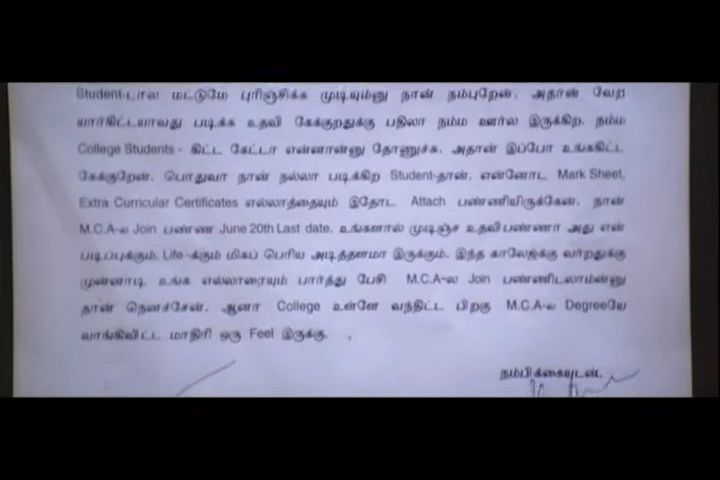 Student-டால மட்டுமே புரிஞ்சிக்க முடியும்னு நான் நம்புறேன். அதான் வேற
யார்கிட்டயாவது படிக்க உதவி கேக்குறதுக்கு பதிலா நம்ம ஊர்ல இருக்கிற, நம்ம
College Students - கிட்ட கேட்டா என்னான்னு தோணுச்சு. அதான் இப்போ உங்ககிட்ட
கேக்குறேன். பொதுவா நான் நல்லா படிக்கிற Student-தான். என்னோட Mark Sheet,
Extra Curricular Certificates எல்லாத்தையும் இதோட Attach பண்ணியிருக்கேன். நான்
M.C.A-ல Join பண்ண June 20th Last date. உங்களால் முடிஞ்ச உதவிபண்ணா அது என்
படிப்புக்கும், Life -க்கும் மிகப் பெரிய அடித்தளமா இருக்கும். இந்த காலேஜ்க்கு வர்றதுக்கு
முன்னாடி உங்க எல்லாரையும் பார்த்து பேசி M.C.A-ல Join பண்ணிடலாம்ன்னு
தான் நெனச்சேன். ஆனா College உள்ளே வந்திட்ட பிறகு M.C.A-ல Degreeயே
வாங்கிவிட்ட மாதிரி ஒரு Feel இருக்கு.
நம்பிக்கையுடன்,